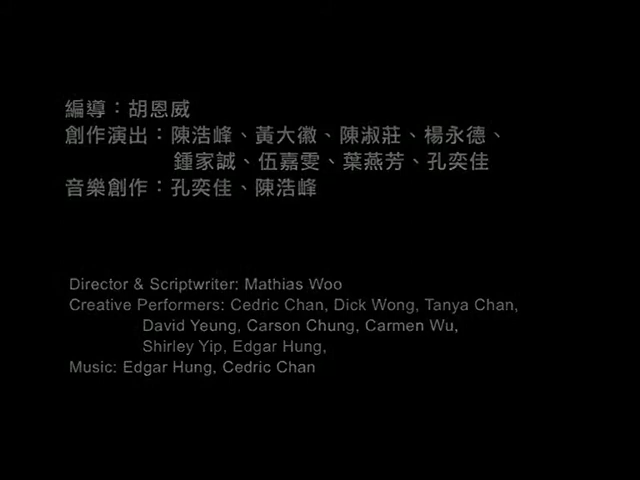 編導：胡恩威
創作演出：陳浩峰、黃大徽、陳淑莊、楊永德、
鍾家誠、伍嘉雯、葉燕芳、孔奕佳
音樂創作：孔奕佳、陳浩峰
Director & Scriptwriter: Mathias Woo
Creative Performers: Cedric Chan, Dick Wong, Tanya Chan,
David Yeung, Carson Chung, Carmen Wu,
Shirley Yip, Edgar Hung,
Music: Edgar Hung, Cedric Chan